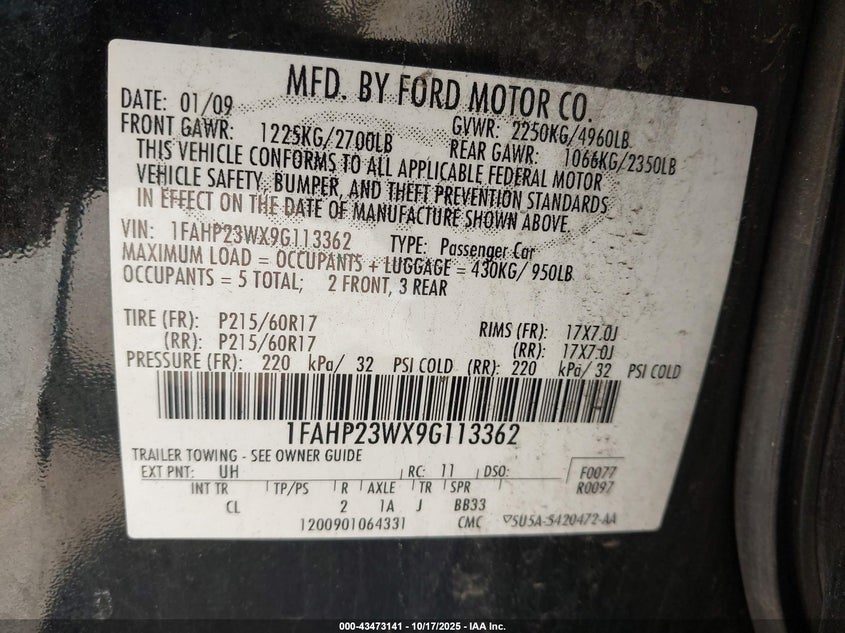 MFD. BY FORD MOTOR CO.
DATE: 01/09 GVWR: 2250KG/4960LB
FRONT GAWR: 1225KG/2700LB REAR GAWR: 1066KG/2350LB
THIS VEHICLE CONFORMS TO ALL APPLICABLE FEDERAL MOTOR
VEHICLE SAFETY, BUMPER, AND THEFT PREVENTION STANDARDS
IN EFFECT ON THE DATE OF MANUFACTURE SHOWN ABOVE.
VIN: 1FAHP23WX9G113362 TYPE: Passenger Car
MAXIMUM LOAD = OCCUPANTS + LUGGAGE = 430KG/ 950LB
OCCUPANTS = 5 TOTAL; 2 FRONT, 3 REAR
TIRE (FR): P215/60R17 RIMS (FR): 17X7.0J
(RR): P215/60R17 (RR): 17X7.0J
PRESSURE (FR): 220 kPa/ 32 PSI COLD (RR): 220 kPa/ 32 PSI COLD
1FAHP23WX9G113362
TRAILER TOWING - SEE OWNER GUIDE
EXT PNT: UH RC: 11 DSO: F0077
INT TR TP/PS R AXLE TR SPR R0097
CL 2 1A J BB33
1200901064331 CMC 5U5A-5420472-AA
000-43473141 | 10/17/2025 - IAA Inc.